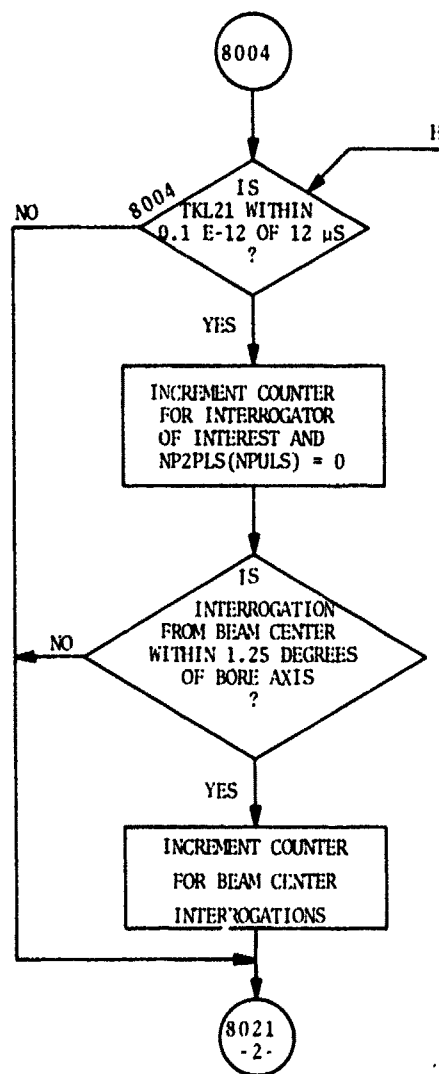 8004
8004
IS
TKL21 WITHIN
0.1 E-12 OF 12 µS
?
NO
YES
INCREMENT COUNTER
FOR INTERROGATOR
OF INTEREST AND
NP2PLS(NPULS) = 0
IS
INTERROGATION
FROM BEAM CENTER
WITHIN 1.25 DEGREES
OF BORE AXIS
?
NO
YES
INCREMENT COUNTER
FOR BEAM CENTER
INTERROGATIONS
8021
-2-